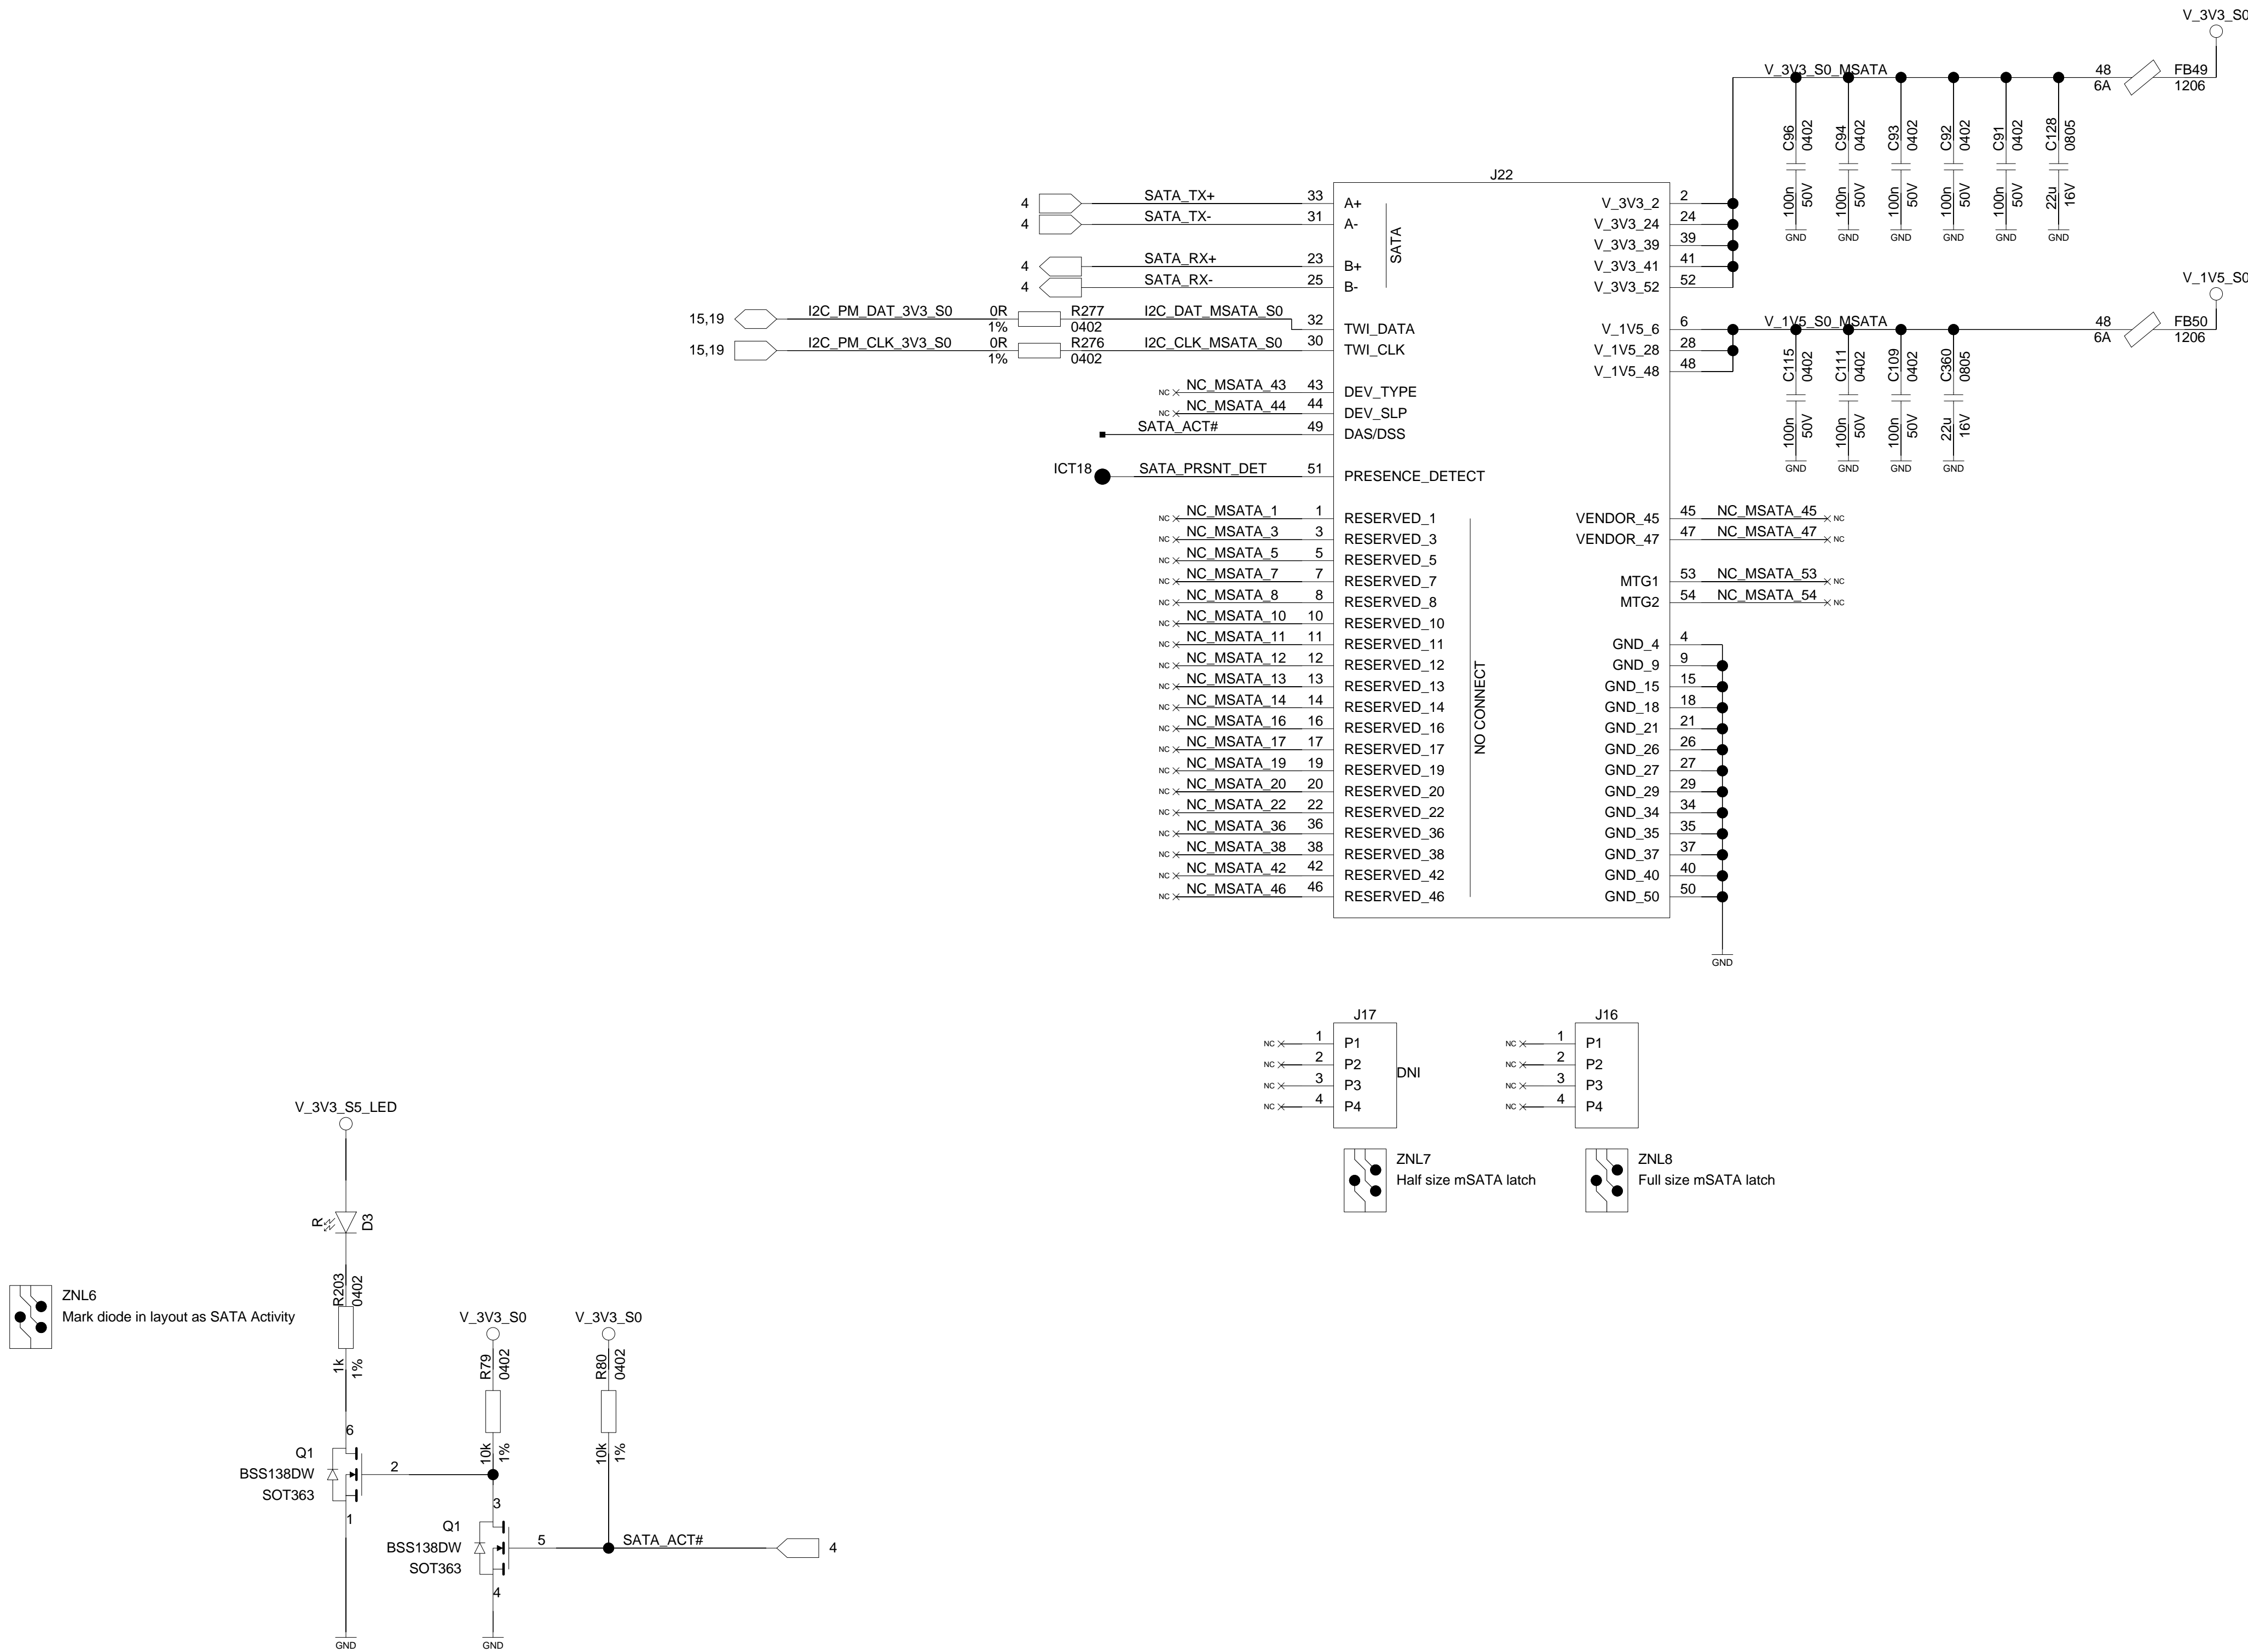 V_3V3_S0
V_3V3_S0_MSATA
48
6A
FB49
1206
C96
0402
100n
50V
GND
C94
0402
100n
50V
GND
C93
0402
100n
50V
GND
C92
0402
100n
50V
GND
C91
0402
100n
50V
GND
C128
0805
22u
16V
GND
J22
4 SATA_TX+ 33 A+
4 SATA_TX- 31 A-
4 SATA_RX+ 23 B+
4 SATA_RX- 25 B-
SATA
15,19 I2C_PM_DAT_3V3_S0 0R 1% R277 0402 I2C_DAT_MSATA_S0 32 TWI_DATA
15,19 I2C_PM_CLK_3V3_S0 0R 1% R276 0402 I2C_CLK_MSATA_S0 30 TWI_CLK
NC NC_MSATA_43 43 DEV_TYPE
NC NC_MSATA_44 44 DEV_SLP
SATA_ACT# 49 DAS/DSS
ICT18 SATA_PRSNT_DET 51 PRESENCE_DETECT
NC NC_MSATA_1 1 RESERVED_1
NC NC_MSATA_3 3 RESERVED_3
NC NC_MSATA_5 5 RESERVED_5
NC NC_MSATA_7 7 RESERVED_7
NC NC_MSATA_8 8 RESERVED_8
NC NC_MSATA_10 10 RESERVED_10
NC NC_MSATA_11 11 RESERVED_11
NC NC_MSATA_12 12 RESERVED_12
NC NC_MSATA_13 13 RESERVED_13
NC NC_MSATA_14 14 RESERVED_14
NC NC_MSATA_16 16 RESERVED_16
NC NC_MSATA_17 17 RESERVED_17
NC NC_MSATA_19 19 RESERVED_19
NC NC_MSATA_20 20 RESERVED_20
NC NC_MSATA_22 22 RESERVED_22
NC NC_MSATA_36 36 RESERVED_36
NC NC_MSATA_38 38 RESERVED_38
NC NC_MSATA_42 42 RESERVED_42
NC NC_MSATA_46 46 RESERVED_46
NO CONNECT
V_3V3_2 2
V_3V3_24 24
V_3V3_39 39
V_3V3_41 41
V_3V3_52 52
V_1V5_6 6
V_1V5_28 28
V_1V5_48 48
V_1V5_S0
V_1V5_S0_MSATA
48
6A
FB50
1206
C115
0402
100n
50V
GND
C111
0402
100n
50V
GND
C109
0402
100n
50V
GND
C360
0805
22u
16V
GND
VENDOR_45 45 NC_MSATA_45 NC
VENDOR_47 47 NC_MSATA_47 NC
MTG1 53 NC_MSATA_53 NC
MTG2 54 NC_MSATA_54 NC
GND_4 4
GND_9 9
GND_15 15
GND_18 18
GND_21 21
GND_26 26
GND_27 27
GND_29 29
GND_34 34
GND_35 35
GND_37 37
GND_40 40
GND_50 50
GND
J17
NC 1 P1
NC 2 P2
NC 3 P3
NC 4 P4
DNI
J16
NC 1 P1
NC 2 P2
NC 3 P3
NC 4 P4
ZNL7
Half size mSATA latch
ZNL8
Full size mSATA latch
V_3V3_S5_LED
R
D3
R203
0402
1k
1%
ZNL6
Mark diode in layout as SATA Activity
V_3V3_S0
R79
0402
10k
1%
V_3V3_S0
R80
0402
10k
1%
6
Q1
BSS138DW
SOT363
2
1
GND
3
Q1
BSS138DW
SOT363
5
4
GND
SATA_ACT#
4